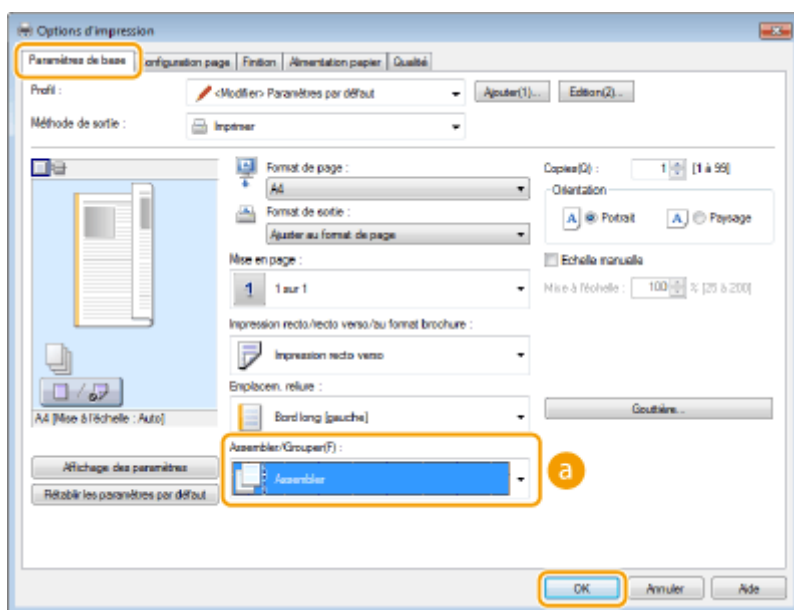 Options d'impression
Paramètres de base Configuration page Finition Alimentation papier Qualité
Profil : <Modifier> Paramètres par défaut Ajouter(1)... Edition(2)...
Méthode de sortie : Imprimer
Format de page : Copies(Q) : 1 [1 à 99]
A4 Orientation
Format de sortie : A Portrait A Paysage
Ajuster au format de page
Mise en page : Echelle manuelle
1 1 sur 1 Mise à l'échelle : 100 % [25 à 200]
Impression recto/recto verso/au format brochure :
Impression recto verso
Emplacem. reliure :
A4 [Mise à l'échelle : Auto] Bord long [gauche] Gouttière...
Assembler/Grouper(F) :
Affichage des paramètres Assembler a
Rétablir les paramètres par défaut
OK Annuler Aide